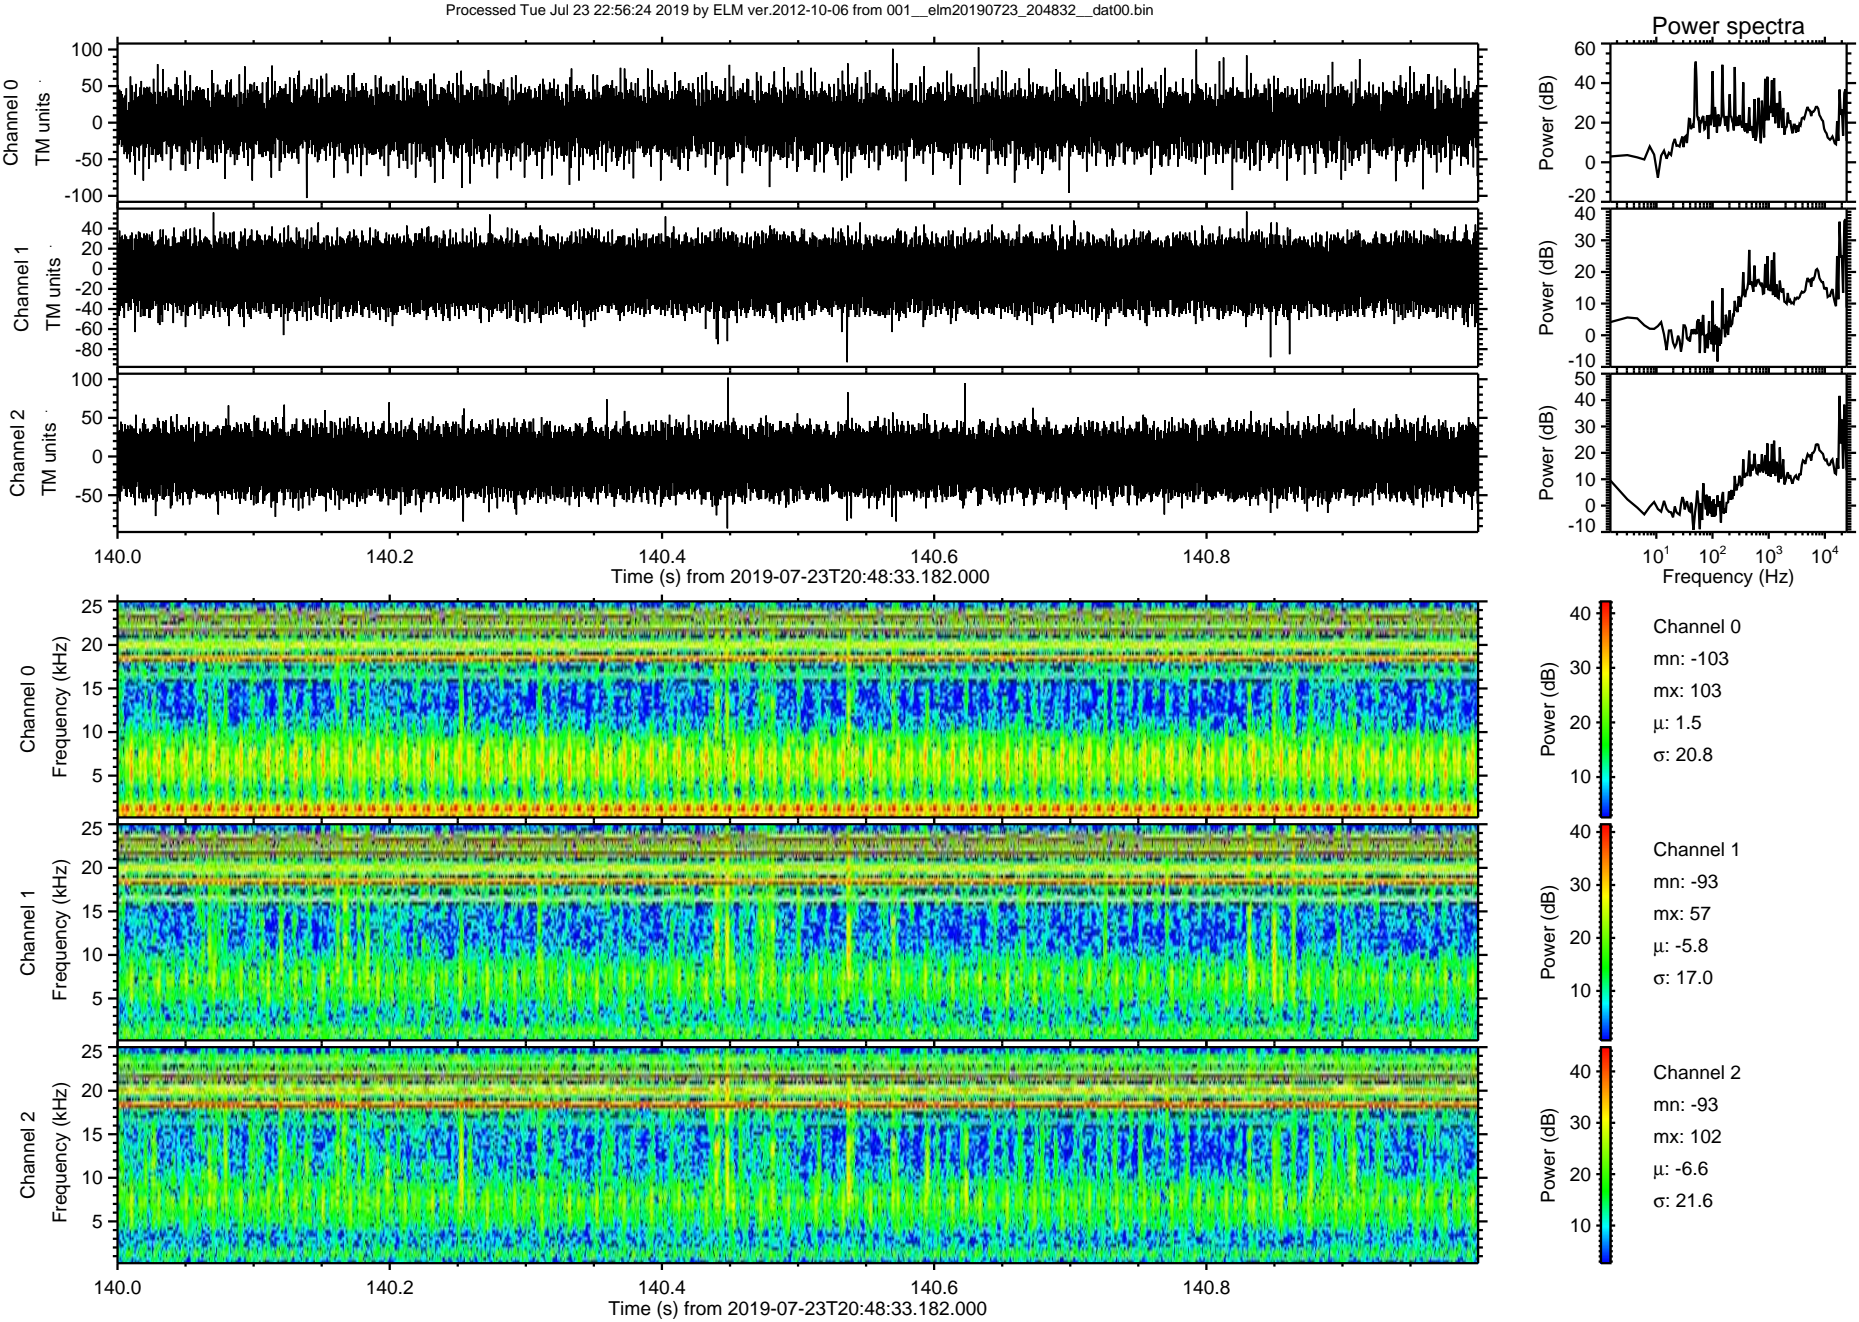 Processed Tue Jul 23 22:56:24 2019 by ELM ver.2012-10-06 from 001__elm20190723_204832__dat00.bin
Power spectra
Channel 0
TM units
100
50
0
-50
-100
Power (dB)
60
40
20
0
-20
Channel 1
TM units
40
20
0
-20
-40
-60
-80
Power (dB)
40
30
20
10
0
-10
Channel 2
TM units
100
50
0
-50
Power (dB)
50
40
30
20
10
0
-10
140.0 140.2 140.4 140.6 140.8
Time (s) from 2019-07-23T20:48:33.182.000
10¹ 10² 10³ 10⁴
Frequency (Hz)
Channel 0
Frequency (kHz)
25
20
15
10
5
Power (dB)
40
30
20
10
Channel 0
mn: -103
mx: 103
μ: 1.5
σ: 20.8
Channel 1
Frequency (kHz)
25
20
15
10
5
Power (dB)
40
30
20
10
Channel 1
mn: -93
mx: 57
μ: -5.8
σ: 17.0
Channel 2
Frequency (kHz)
25
20
15
10
5
Power (dB)
40
30
20
10
Channel 2
mn: -93
mx: 102
μ: -6.6
σ: 21.6
140.0 140.2 140.4 140.6 140.8
Time (s) from 2019-07-23T20:48:33.182.000